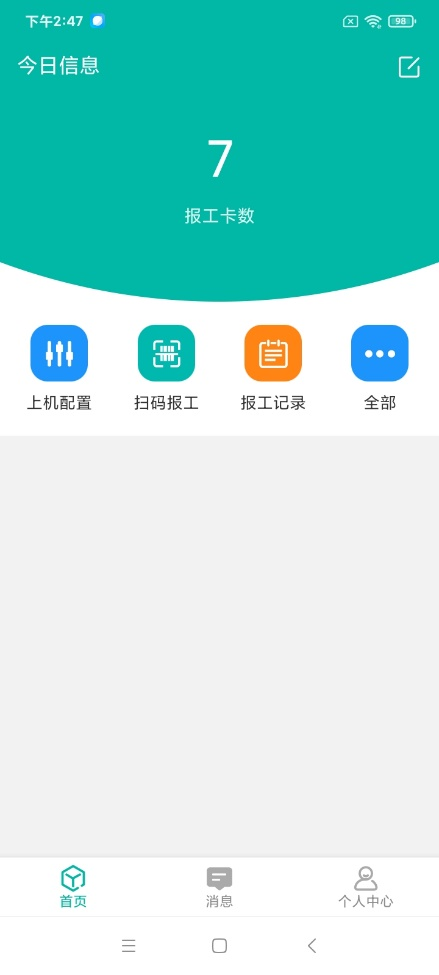 下午2:47
98
今日信息
7
报工卡数
上机配置
扫码报工
报工记录
全部
首页
消息
个人中心